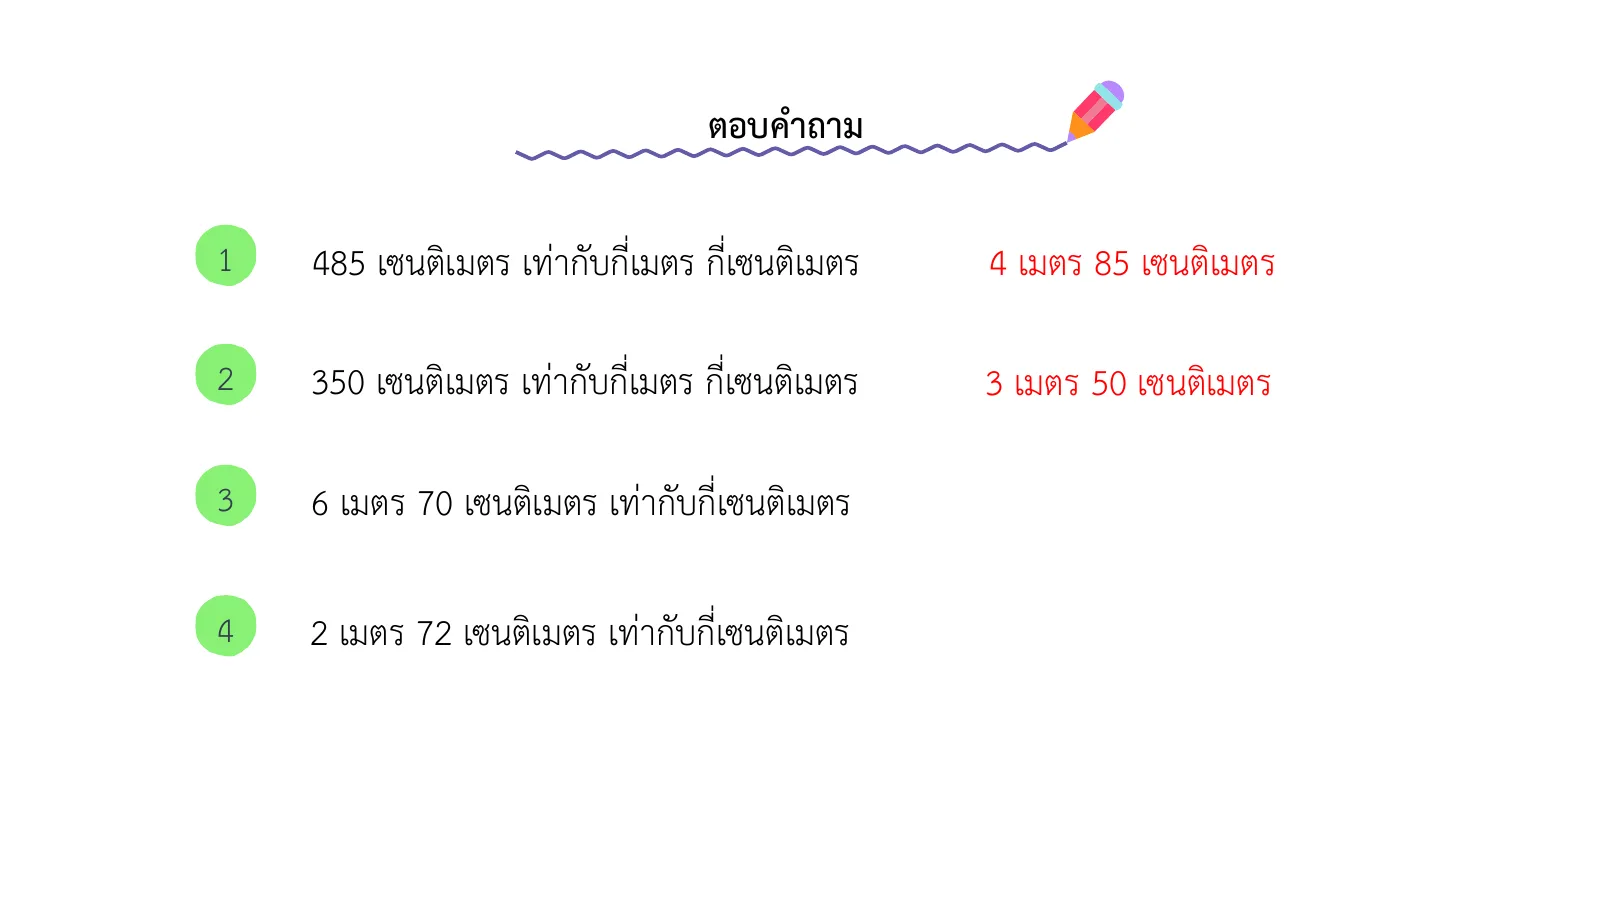 ตอบคำถาม
1 485 เซนติเมตร เท่ากับกี่เมตร กี่เซนติเมตร 4 เมตร 85 เซนติเมตร
2 350 เซนติเมตร เท่ากับกี่เมตร กี่เซนติเมตร 3 เมตร 50 เซนติเมตร
3 6 เมตร 70 เซนติเมตร เท่ากับกี่เซนติเมตร
4 2 เมตร 72 เซนติเมตร เท่ากับกี่เซนติเมตร